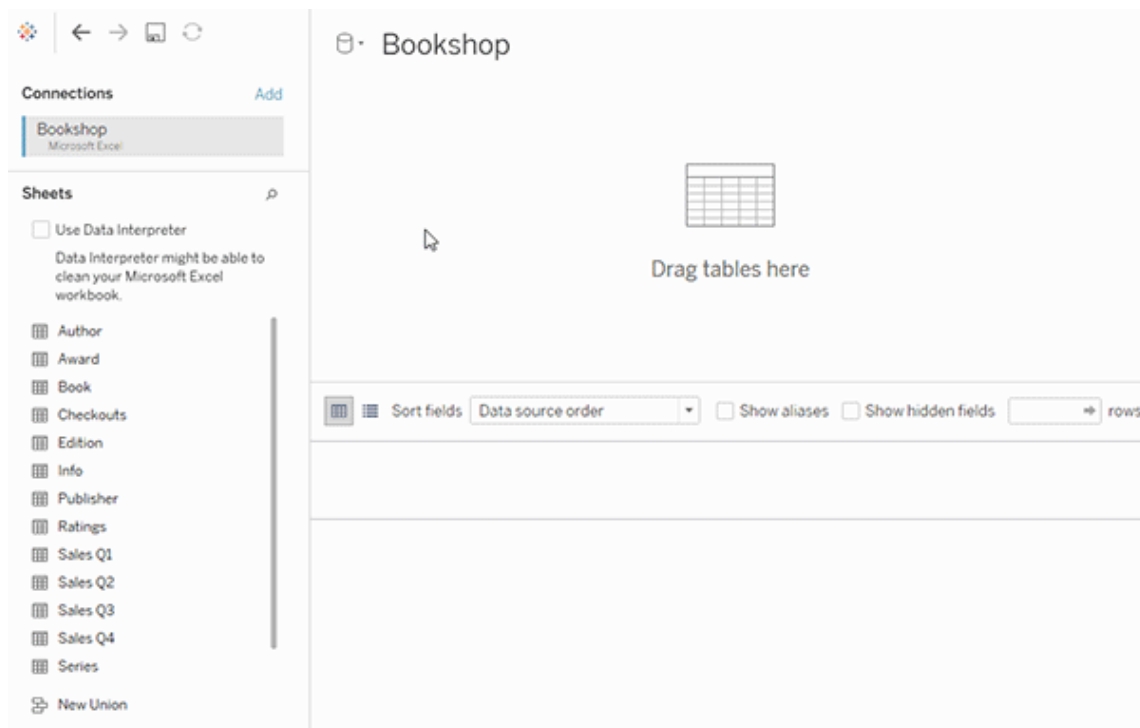 Bookshop
Connections
Add
Bookshop
Microsoft Excel
Sheets
Use Data Interpreter
Data Interpreter might be able to
clean your Microsoft Excel
workbook.
Author
Award
Book
Checkouts
Edition
Info
Publisher
Ratings
Sales Q1
Sales Q2
Sales Q3
Sales Q4
Series
New Union
Drag tables here
Sort fields
Data source order
Show aliases
Show hidden fields
rows